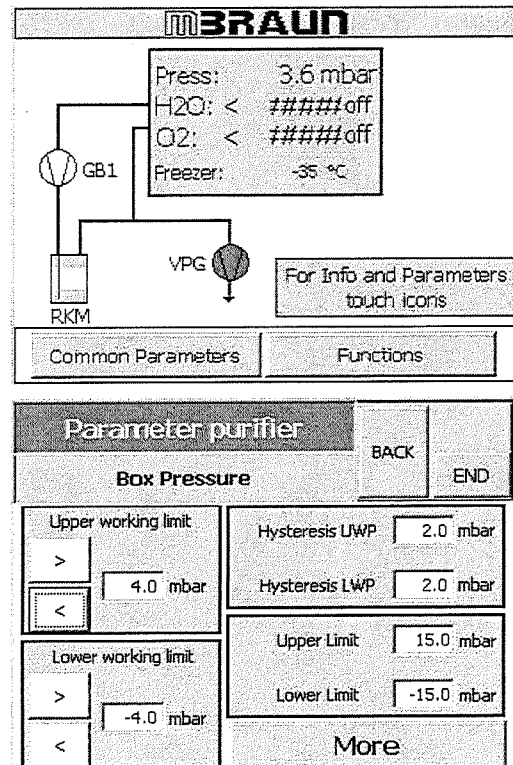 mBRAUN
Press: 3.6 mbar
H2O: < ##### off
O2: < ##### off
Freezer: -35 °C
GB1
VPG
RKM
For Info and Parameters
touch icons
Common Parameters Functions
Parameter purifier
BACK
END
Box Pressure
Upper working limit
>
4.0 mbar
<
Hysteresis UWP 2.0 mbar
Hysteresis LWP 2.0 mbar
Lower working limit
>
-4.0 mbar
<
Upper Limit 15.0 mbar
Lower Limit -15.0 mbar
More